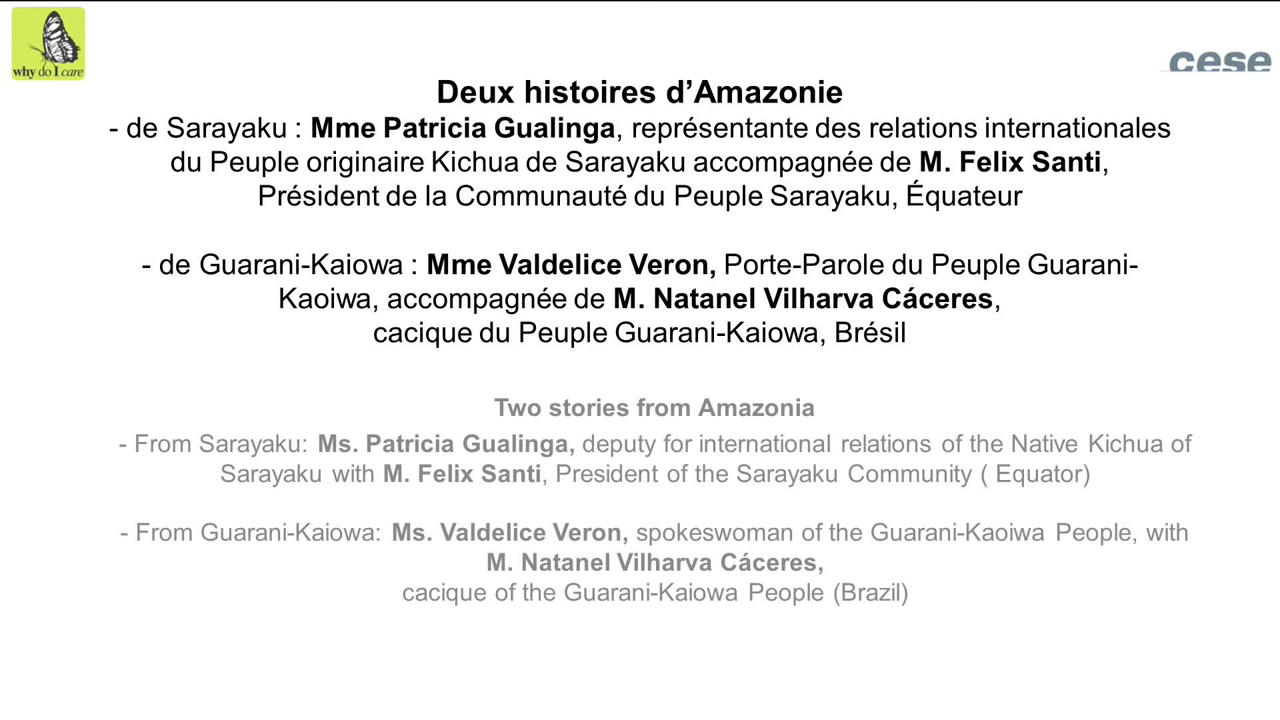 why do I care
cese
Deux histoires d’Amazonie
- de Sarayaku : Mme Patricia Gualinga, représentante des relations internationales
du Peuple originaire Kichua de Sarayaku accompagnée de M. Felix Santi,
Président de la Communauté du Peuple Sarayaku, Équateur
- de Guarani-Kaiowa : Mme Valdelice Veron, Porte-Parole du Peuple Guarani-
Kaoiwa, accompagnée de M. Natanel Vilharva Cáceres,
cacique du Peuple Guarani-Kaiowa, Brésil
Two stories from Amazonia
- From Sarayaku: Ms. Patricia Gualinga, deputy for international relations of the Native Kichua of
Sarayaku with M. Felix Santi, President of the Sarayaku Community ( Equator)
- From Guarani-Kaiowa: Ms. Valdelice Veron, spokeswoman of the Guarani-Kaoiwa People, with
M. Natanel Vilharva Cáceres,
cacique of the Guarani-Kaiowa People (Brazil)